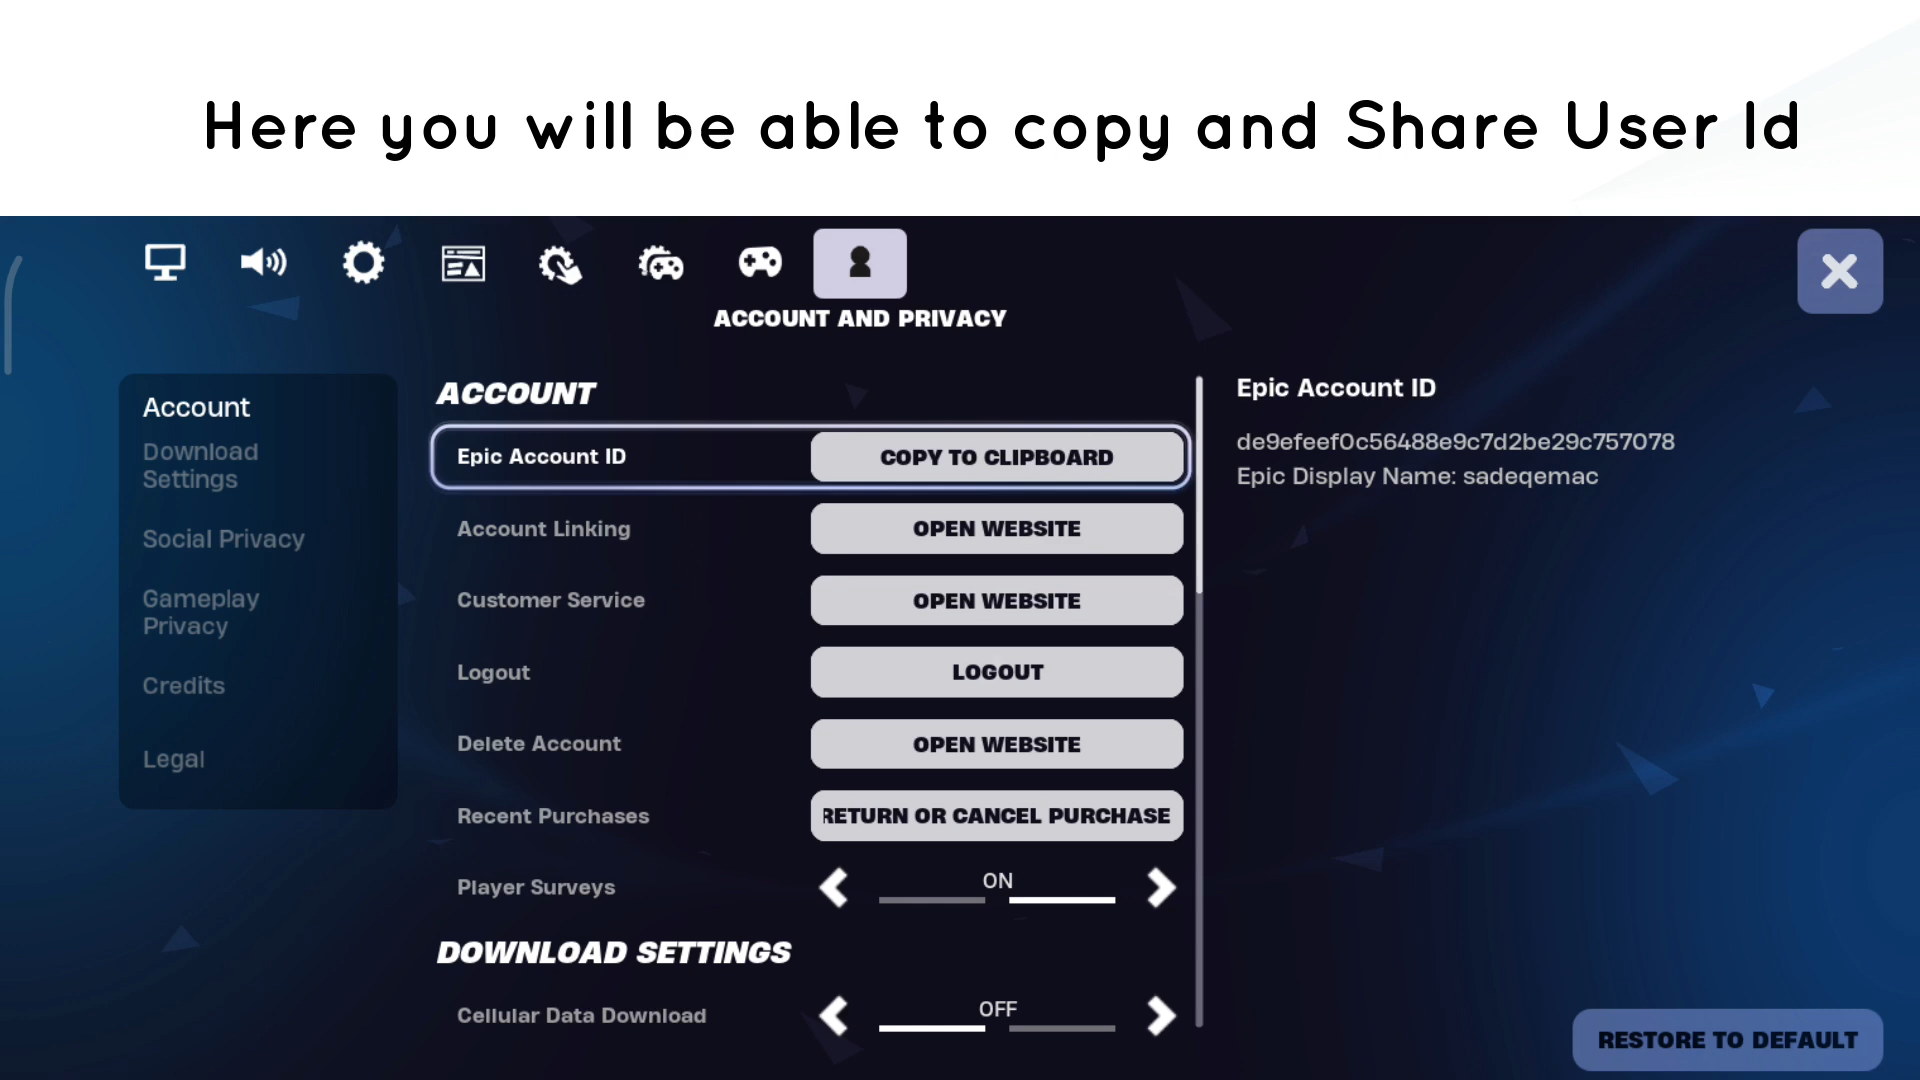 Here you will be able to copy and Share User Id
ACCOUNT AND PRIVACY
Account
Download
Settings
Social Privacy
Gameplay
Privacy
Credits
Legal
ACCOUNT
Epic Account ID
COPY TO CLIPBOARD
Account Linking
OPEN WEBSITE
Customer Service
OPEN WEBSITE
Logout
LOGOUT
Delete Account
OPEN WEBSITE
Recent Purchases
RETURN OR CANCEL PURCHASE
Player Surveys
ON
DOWNLOAD SETTINGS
Cellular Data Download
OFF
Epic Account ID
de9efeef0c56488e9c7d2be29c757078
Epic Display Name: sadeqemac
RESTORE TO DEFAULT